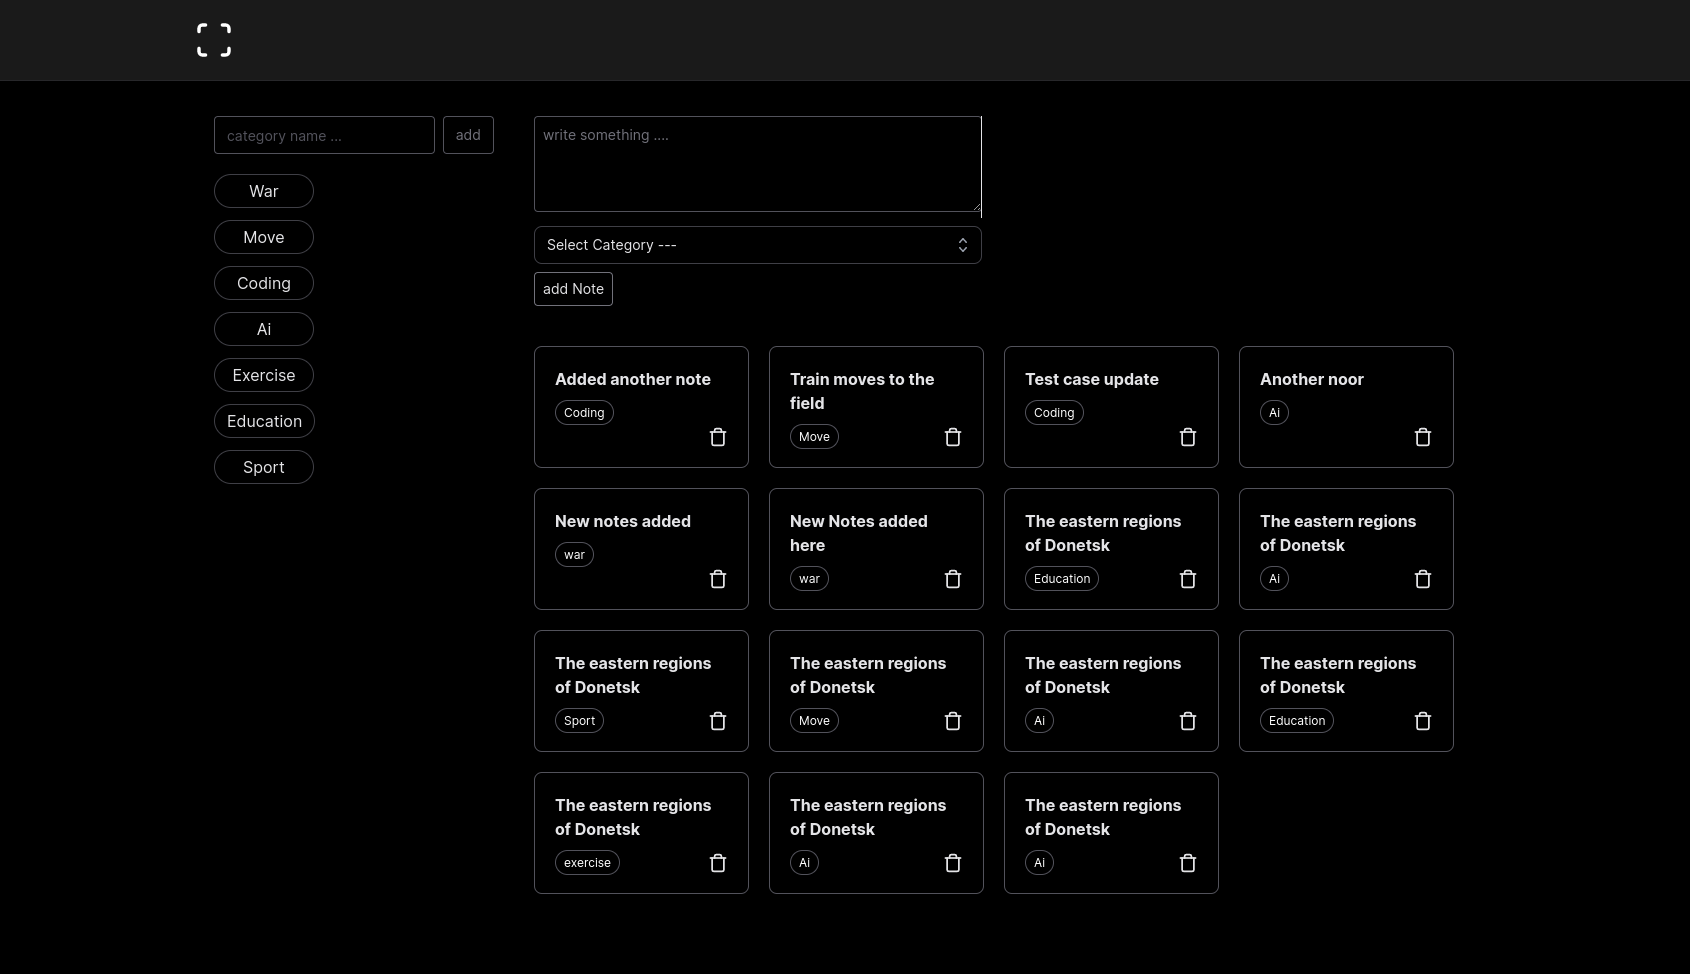 category name ...
add
War
Move
Coding
Ai
Exercise
Education
Sport
write something ....
Select Category ---
add Note
Added another note
Coding
Train moves to the
field
Move
Test case update
Coding
Another noor
Ai
New notes added
war
New Notes added
here
war
The eastern regions
of Donetsk
Education
The eastern regions
of Donetsk
Ai
The eastern regions
of Donetsk
Sport
The eastern regions
of Donetsk
Move
The eastern regions
of Donetsk
Ai
The eastern regions
of Donetsk
Education
The eastern regions
of Donetsk
exercise
The eastern regions
of Donetsk
Ai
The eastern regions
of Donetsk
Ai